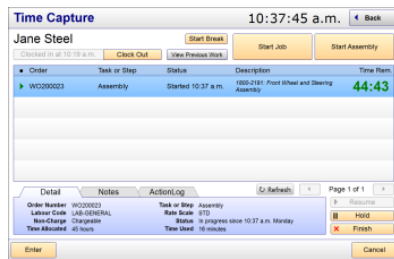 Time Capture
10:37:45 a.m.
Back
Jane Steel
Start Break
Start Job
Start Assembly
Clocked in at 10:19 a.m.
Clock Out
View Previous Work
Order Task or Step Status Description Time Rem.
WO200023 Assembly Started 10:37 a.m. 1800-2181: Front Wheel and Steering Assembly 44:43
Detail Notes ActionLog
Refresh
Page 1 of 1
Order Number WO200023 Task or Step Assembly
Resume
Labour Code LAB-GENERAL Rate Scale STD
Non-Charge Chargeable Status In progress since 10:37 a.m. Monday
Hold
Time Allocated 45 hours Time Used 16 minutes
Finish
Enter
Cancel